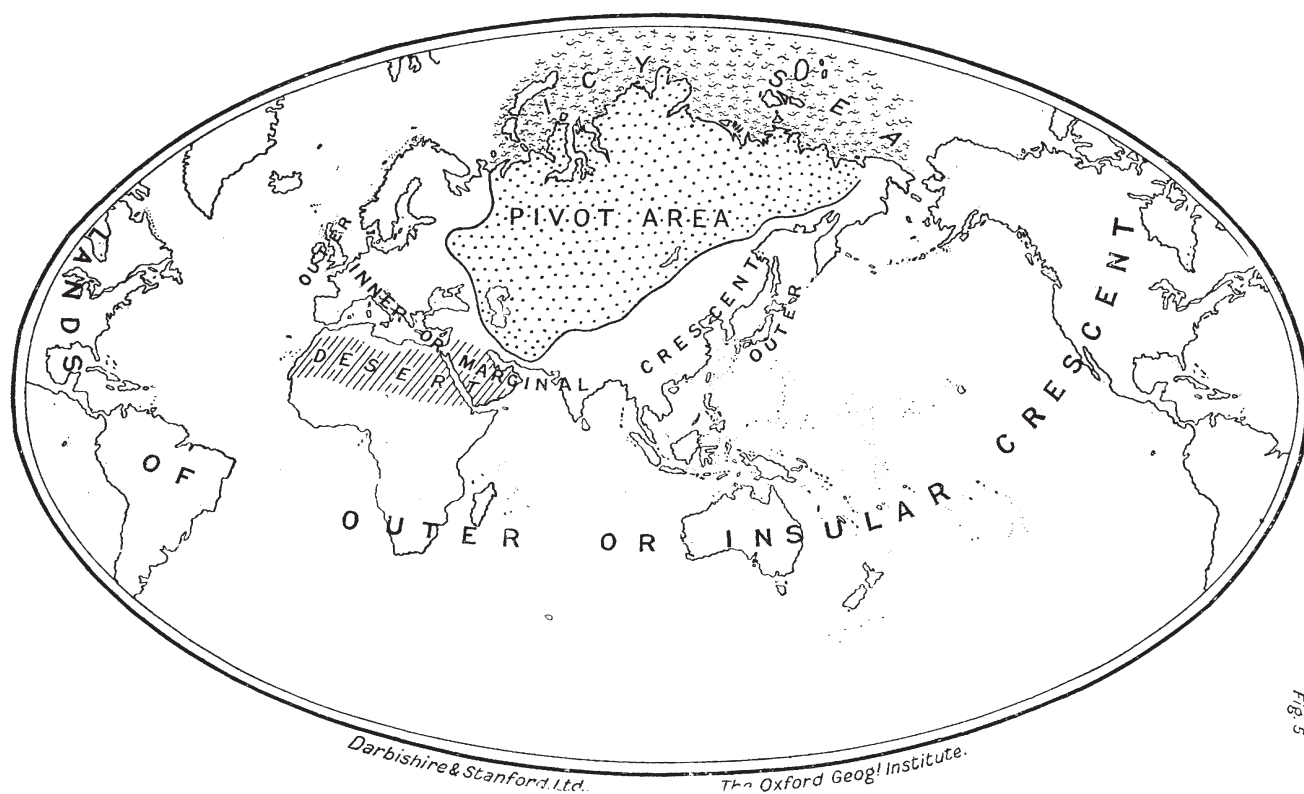 ICY SEA
PIVOT AREA
LANDS OF OUTER OR INSULAR CRESCENT
OUTER
INNER OR MARGINAL CRESCENT
OUTER
DESERT
Darbishire & Stanford, Ltd.
The Oxford Geog! Institute.
Fig. 5